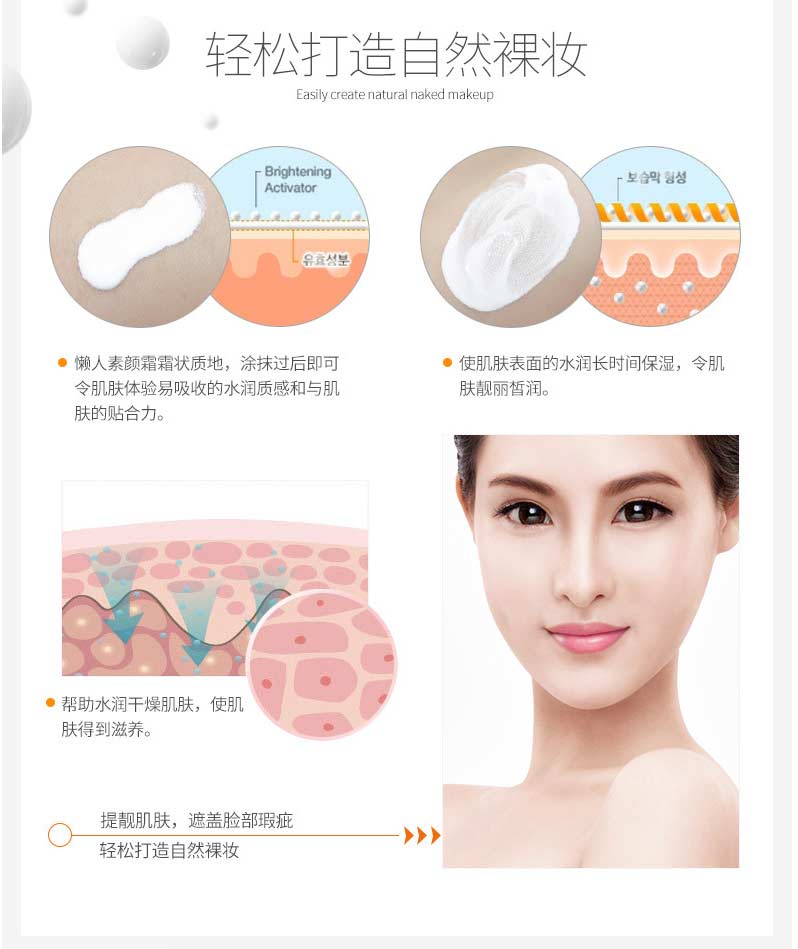 轻松打造自然裸妆
Easily create natural naked makeup
Brightening
Activator
유효성분
보습막 형성
懒人素颜霜霜状质地，涂抹过后即可
令肌肤体验易吸收的水润质感和与肌
肤的贴合力。
使肌肤表面的水润长时间保湿，令肌
肤靓丽皙润。
帮助水润干燥肌肤，使肌
肤得到滋养。
提靓肌肤，遮盖脸部瑕疵
轻松打造自然裸妆